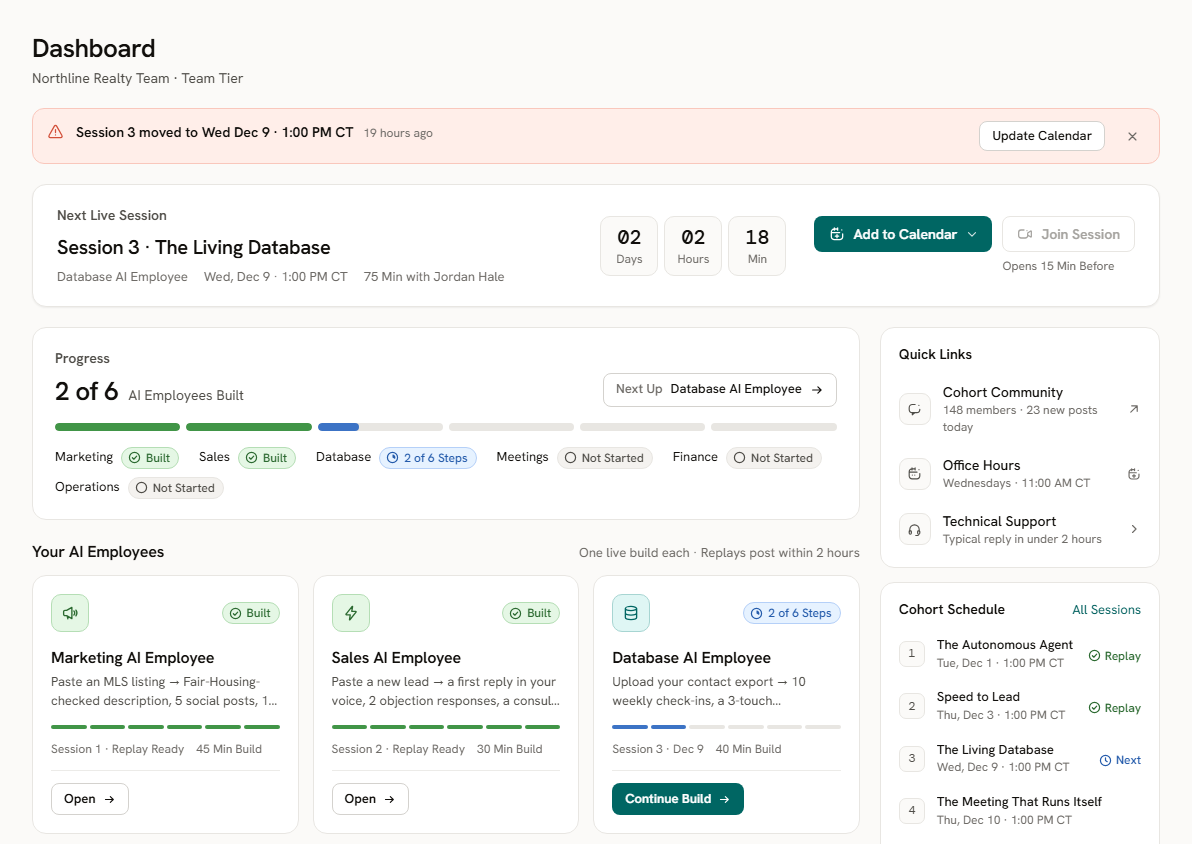 Dashboard
Northline Realty Team · Team Tier
Session 3 moved to Wed Dec 9 · 1:00 PM CT 19 hours ago
Update Calendar
Next Live Session
Session 3 · The Living Database
Database AI Employee Wed, Dec 9 · 1:00 PM CT 75 Min with Jordan Hale
02 Days
02 Hours
18 Min
Add to Calendar
Join Session
Opens 15 Min Before
Progress
2 of 6 AI Employees Built
Next Up Database AI Employee →
Marketing Built Sales Built Database 2 of 6 Steps Meetings Not Started Finance Not Started
Operations Not Started
Your AI Employees
One live build each · Replays post within 2 hours
Built
Marketing AI Employee
Paste an MLS listing → Fair-Housing-
checked description, 5 social posts, 1...
Session 1 · Replay Ready 45 Min Build
Open →
Built
Sales AI Employee
Paste a new lead → a first reply in your
voice, 2 objection responses, a consul...
Session 2 · Replay Ready 30 Min Build
Open →
2 of 6 Steps
Database AI Employee
Upload your contact export → 10
weekly check-ins, a 3-touch...
Session 3 · Dec 9 40 Min Build
Continue Build →
Quick Links
Cohort Community
148 members · 23 new posts
today
Office Hours
Wednesdays · 11:00 AM CT
Technical Support
Typical reply in under 2 hours
Cohort Schedule
All Sessions
1 The Autonomous Agent
Tue, Dec 1 · 1:00 PM CT
Replay
2 Speed to Lead
Thu, Dec 3 · 1:00 PM CT
Replay
3 The Living Database
Wed, Dec 9 · 1:00 PM CT
Next
4 The Meeting That Runs Itself
Thu, Dec 10 · 1:00 PM CT